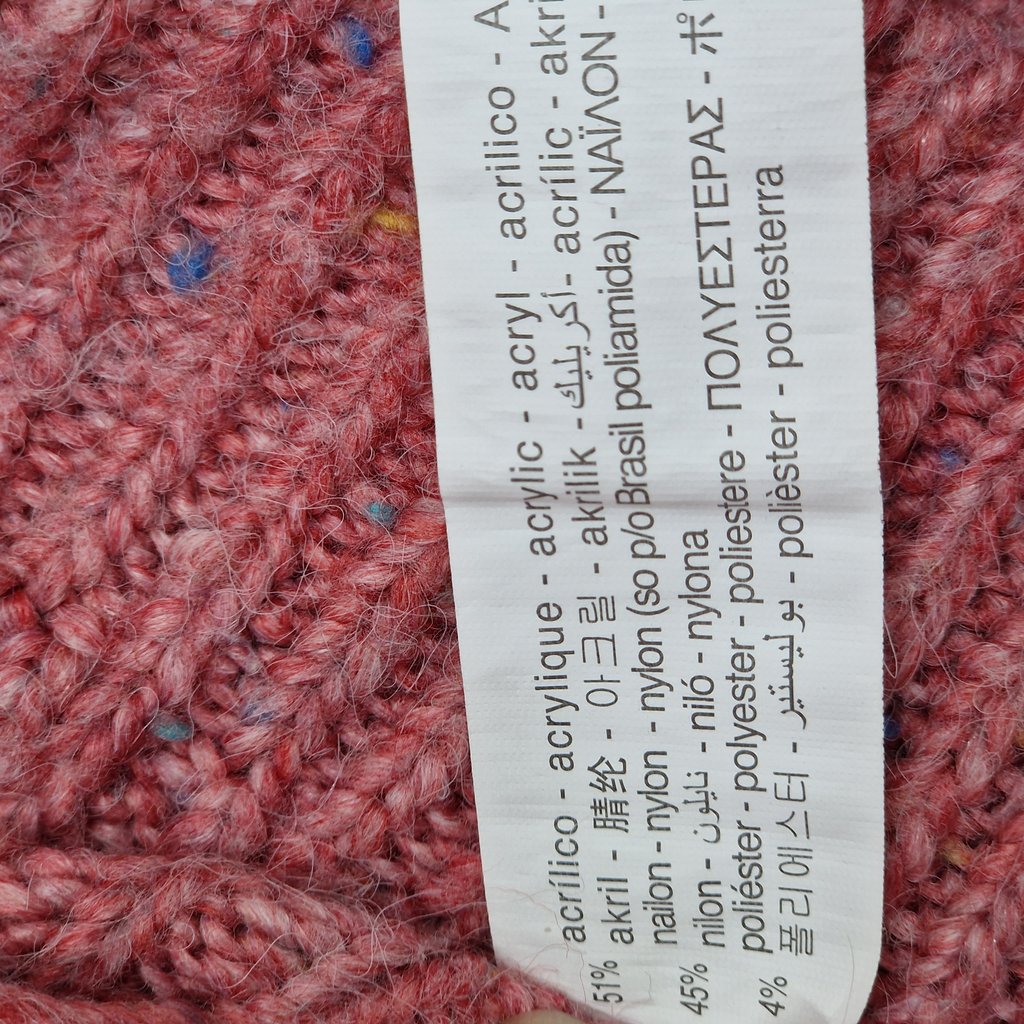 acrílico - acrylique - acrylic - acryl - acrilico - A
51% akril - 腈纶 - 아크릴 - akrilik - أكريليك - acrílic - akri
nailon - nylon - nylon (so p/o Brasil poliamida) - ΝΑΪΛΟΝ -
45% nilon - نايلون - niló - nylona
poliéster - polyester - poliestere - ΠΟΛΥΕΣΤΕΡΑΣ - ポ
4% 폴리에스터 - بوليستير - polièster - poliesterra